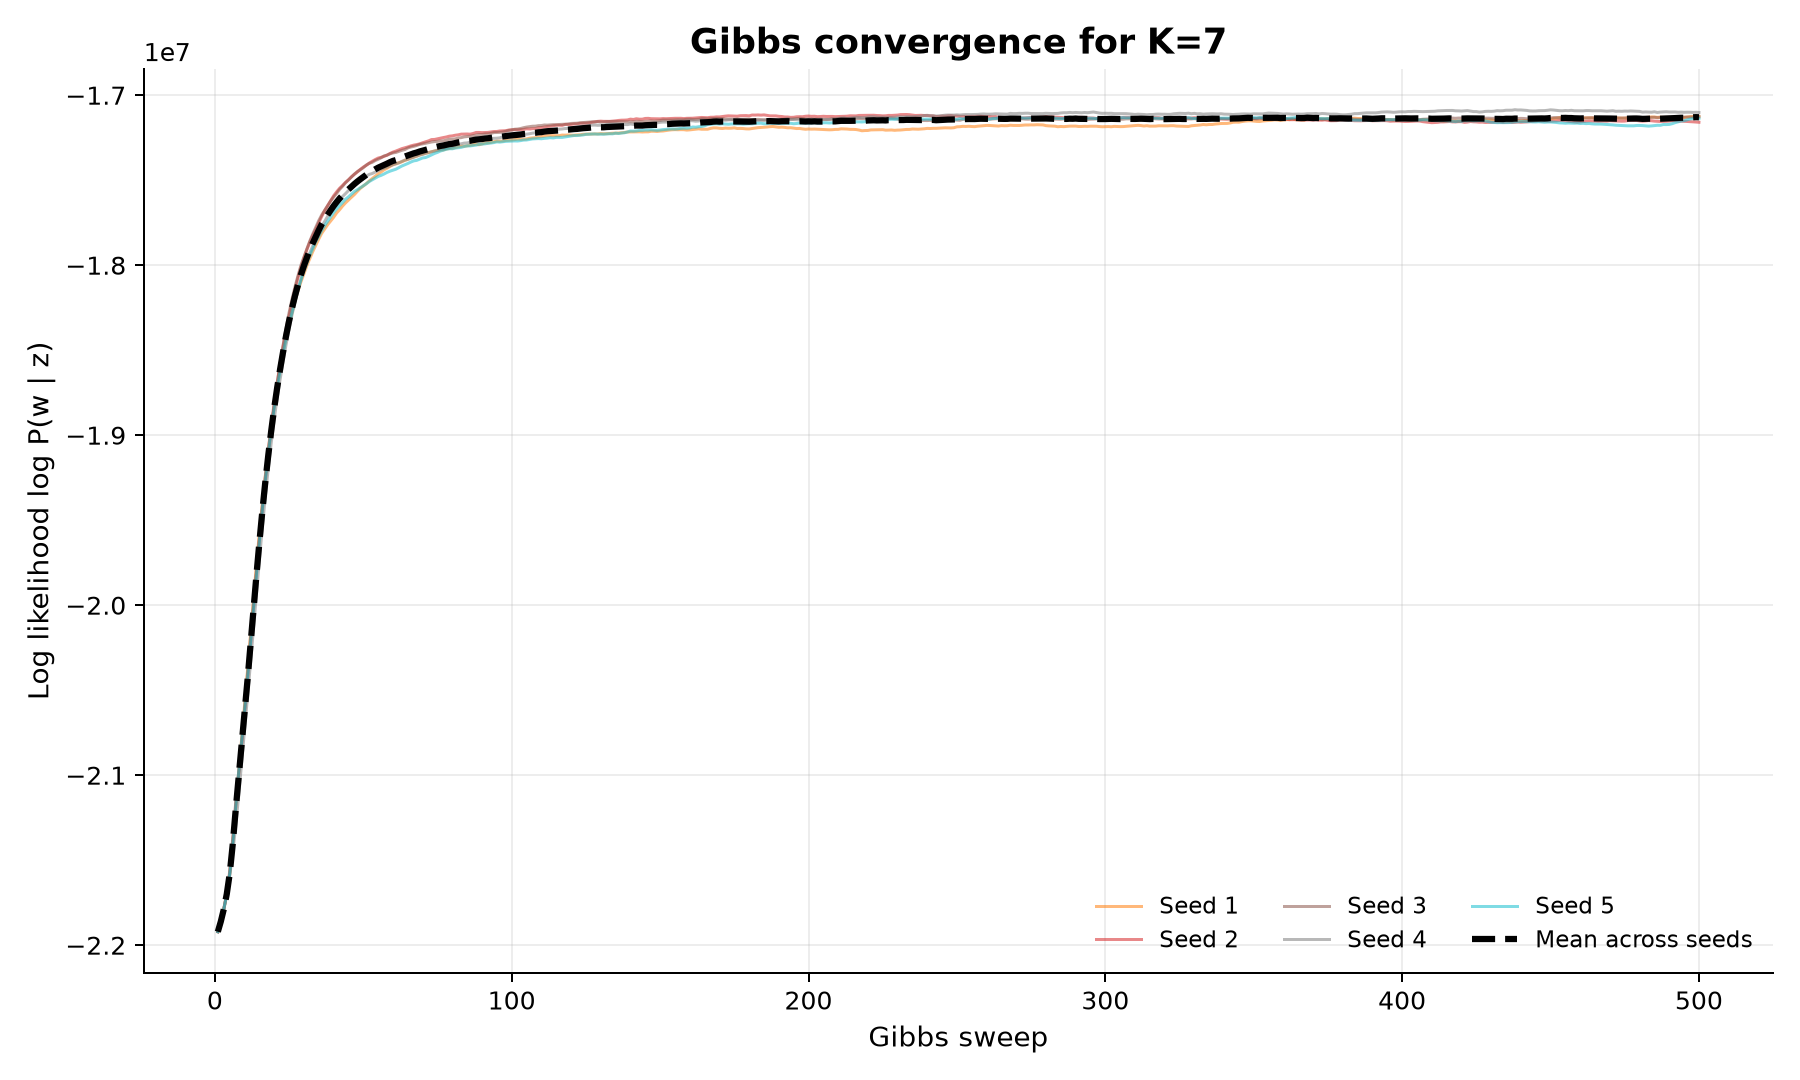 Gibbs convergence for K=7
1e7
−1.7
−1.8
−1.9
−2.0
−2.1
−2.2
Log likelihood log P(w | z)
0 100 200 300 400 500
Gibbs sweep
Seed 1 Seed 3 Seed 5
Seed 2 Seed 4 Mean across seeds